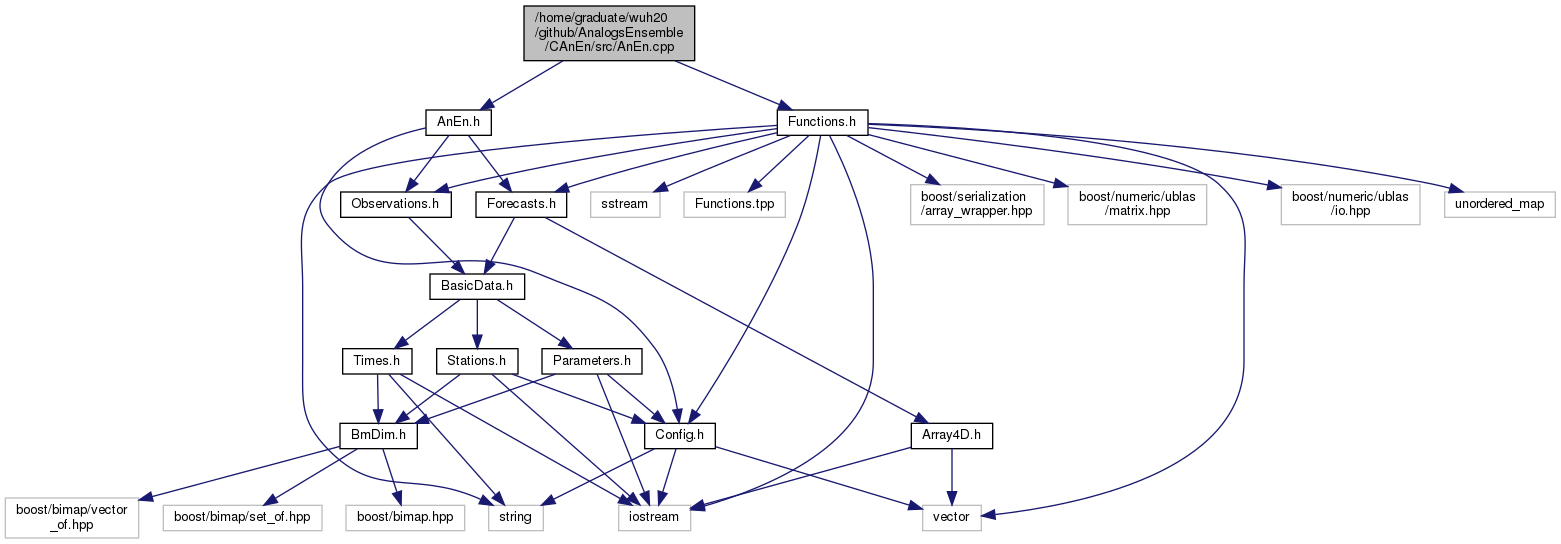 /home/graduate/wuh20
/github/AnalogsEnsemble
/CAnEn/src/AnEn.cpp
AnEn.h
Functions.h
Observations.h
Forecasts.h
sstream
Functions.tpp
boost/serialization
/array_wrapper.hpp
boost/numeric/ublas
/matrix.hpp
boost/numeric/ublas
/io.hpp
unordered_map
BasicData.h
Times.h
Stations.h
Parameters.h
BmDim.h
Config.h
Array4D.h
boost/bimap/vector
_of.hpp
boost/bimap/set_of.hpp
boost/bimap.hpp
string
iostream
vector